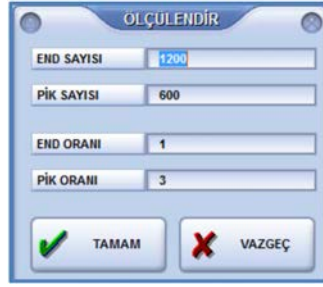 ÖLÇÜLENDİR
END SAYISI 1200
PİK SAYISI 600
END ORANI 1
PİK ORANI 3
TAMAM VAZGEÇ